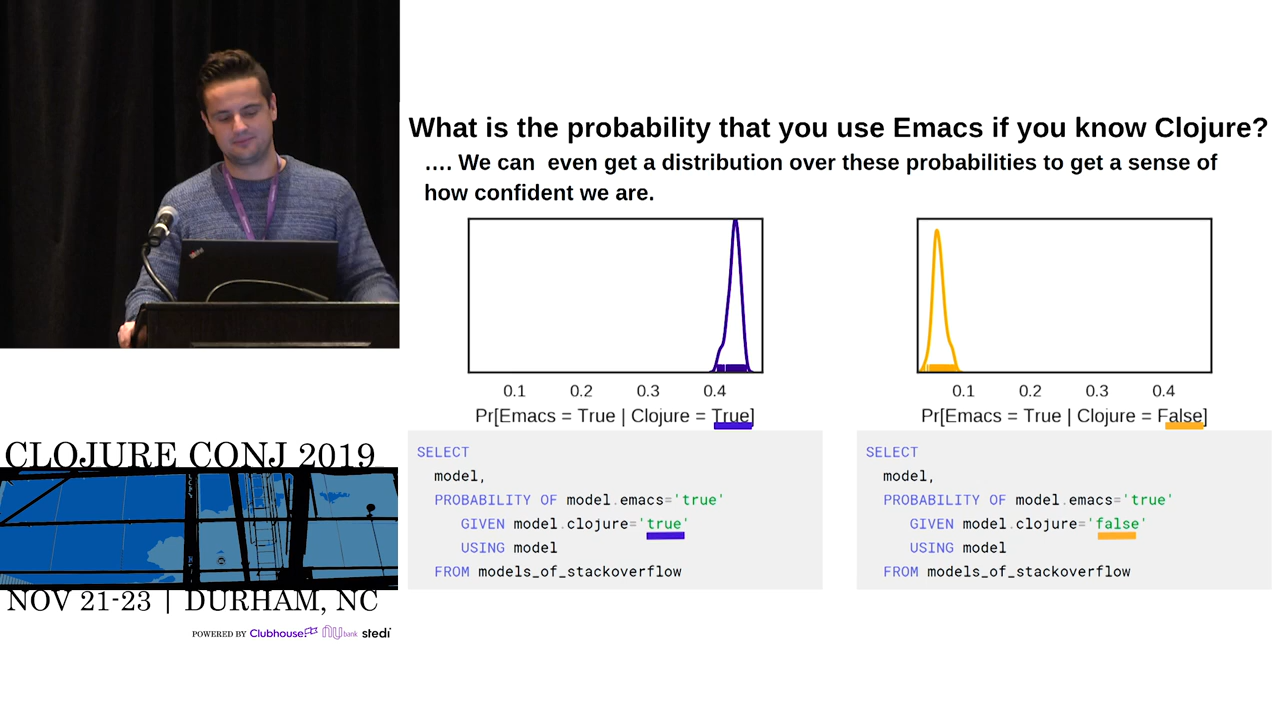 What is the probability that you use Emacs if you know Clojure?
.... We can even get a distribution over these probabilities to get a sense of
how confident we are.
0.1 0.2 0.3 0.4
Pr[Emacs = True | Clojure = True]
0.1 0.2 0.3 0.4
Pr[Emacs = True | Clojure = False]
SELECT
model,
PROBABILITY OF model.emacs='true'
GIVEN model.clojure='true'
USING model
FROM models_of_stackoverflow
SELECT
model,
PROBABILITY OF model.emacs='true'
GIVEN model.clojure='false'
USING model
FROM models_of_stackoverflow
CLOJURE CONJ 2019
NOV 21-23 | DURHAM, NC
POWERED BY Clubhouse nu bank stedi